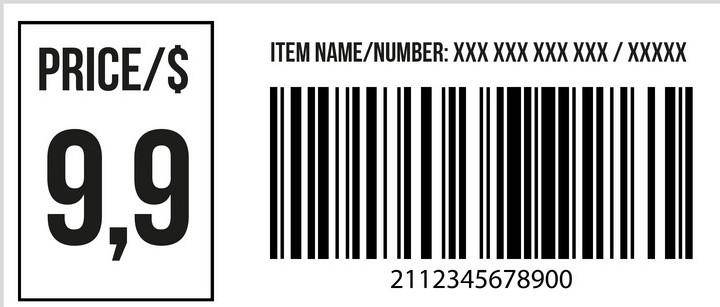 PRICE/$
9,9
ITEM NAME/NUMBER: XXX XXX XXX XXX / XXXXX
2112345678900